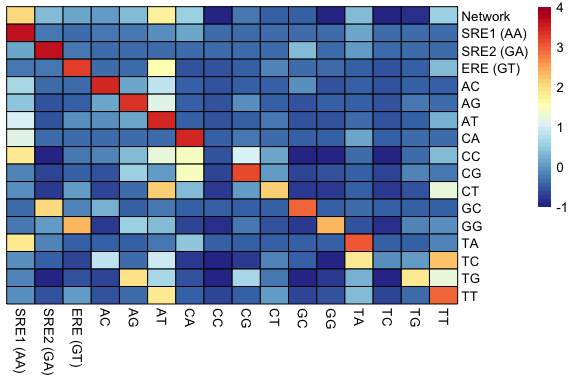 Network
SRE1 (AA)
SRE2 (GA)
ERE (GT)
AC
AG
AT
CA
CC
CG
CT
GC
GG
TA
TC
TG
TT
4
3
2
1
0
-1
SRE1 (AA)
SRE2 (GA)
ERE (GT)
AC
AG
AT
CA
CC
CG
CT
GC
GG
TA
TC
TG
TT